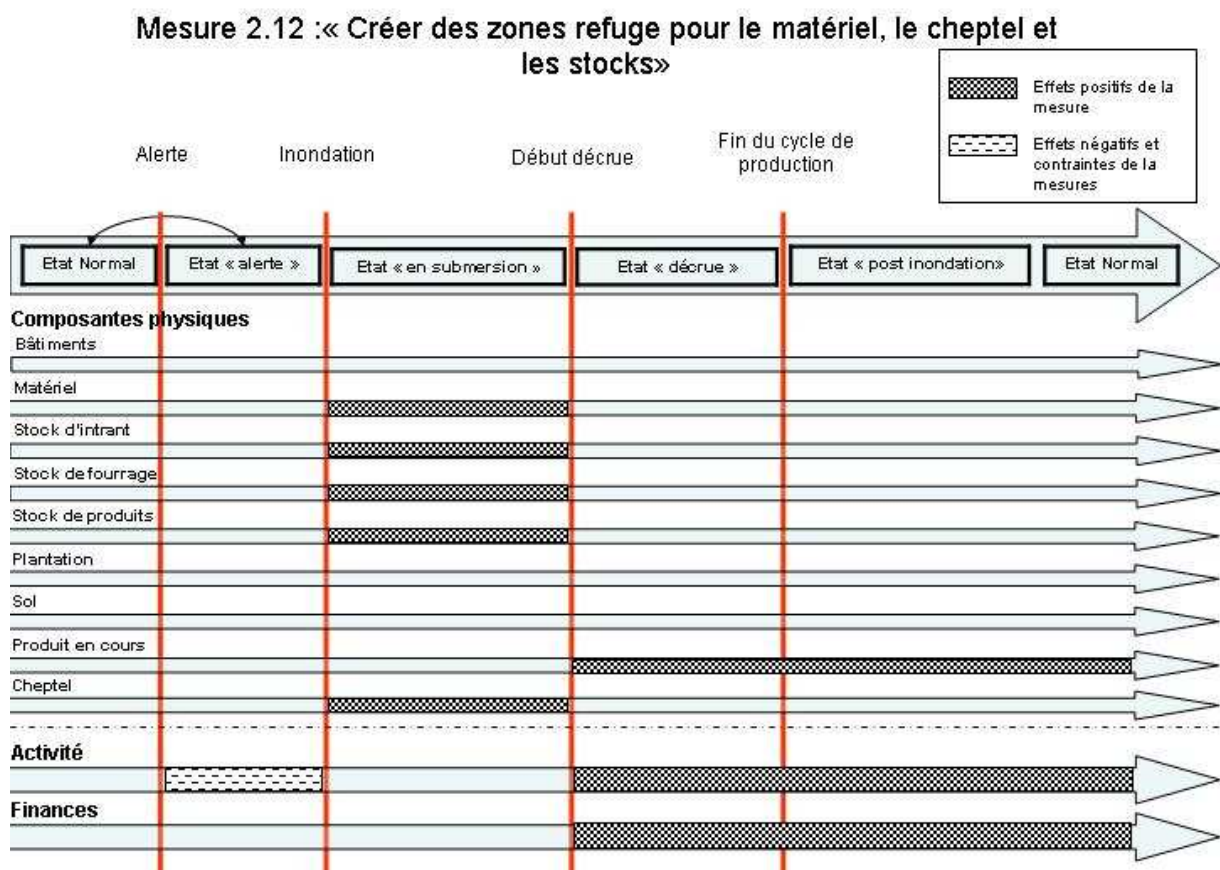 Mesure 2.12 :« Créer des zones refuge pour le matériel, le cheptel et
les stocks»
Effets positifs de la
mesure
Effets négatifs et
contraintes de la
mesures
Alerte
Inondation
Début décrue
Fin du cycle de
production
Etat Normal
Etat « alerte »
Etat « en submersion »
Etat « décrue »
Etat « post inondation»
Etat Normal
Composantes physiques
Bâtiments
Matériel
Stock d'intrant
Stock de fourrage
Stock de produits
Plantation
Sol
Produit en cours
Cheptel
Activité
Finances